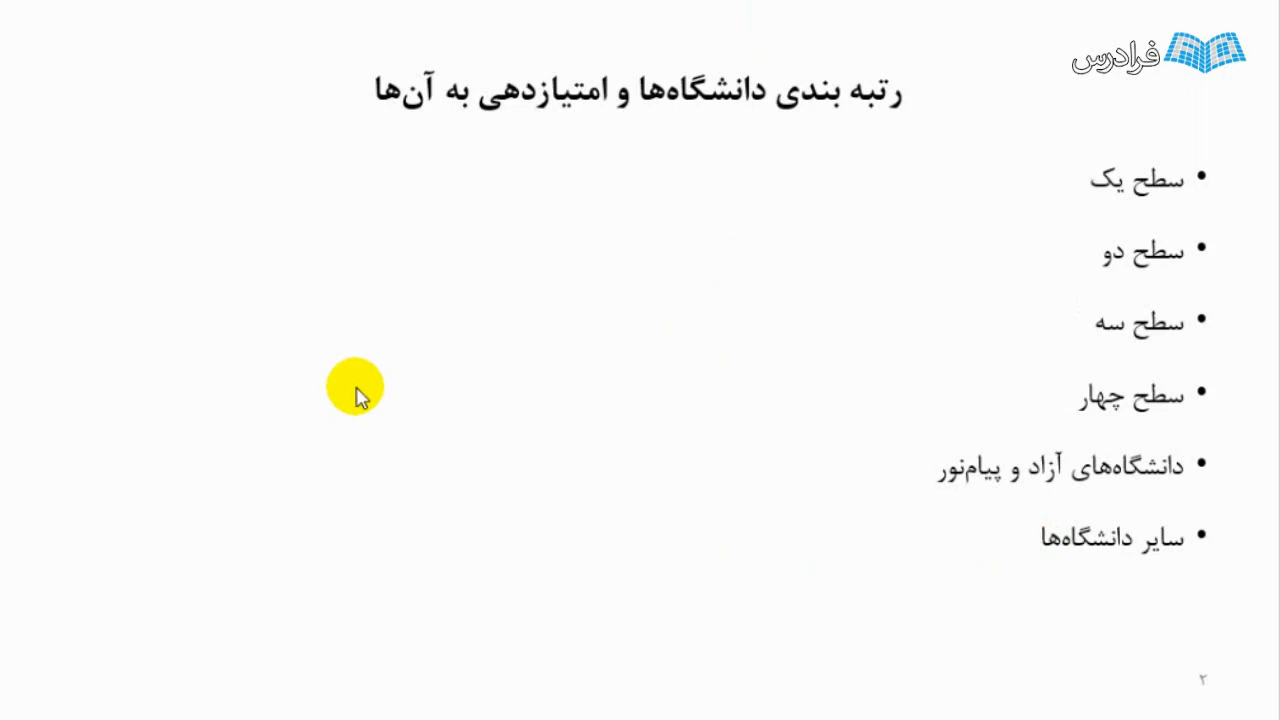 فرادرس
رتبه بندی دانشگاه‌ها و امتیازدهی به آن‌ها
• سطح یک
• سطح دو
• سطح سه
• سطح چهار
• دانشگاه‌های آزاد و پیام‌نور
• سایر دانشگاه‌ها
۲